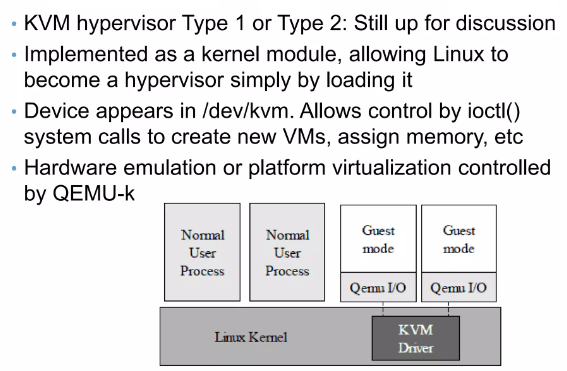 • KVM hypervisor Type 1 or Type 2: Still up for discussion
• Implemented as a kernel module, allowing Linux to
become a hypervisor simply by loading it
• Device appears in /dev/kvm. Allows control by ioctl()
system calls to create new VMs, assign memory, etc
• Hardware emulation or platform virtualization controlled
by QEMU-k
Normal
User
Process
Normal
User
Process
Guest
mode
Qemu I/O
Guest
mode
Qemu I/O
Linux Kernel
KVM
Driver